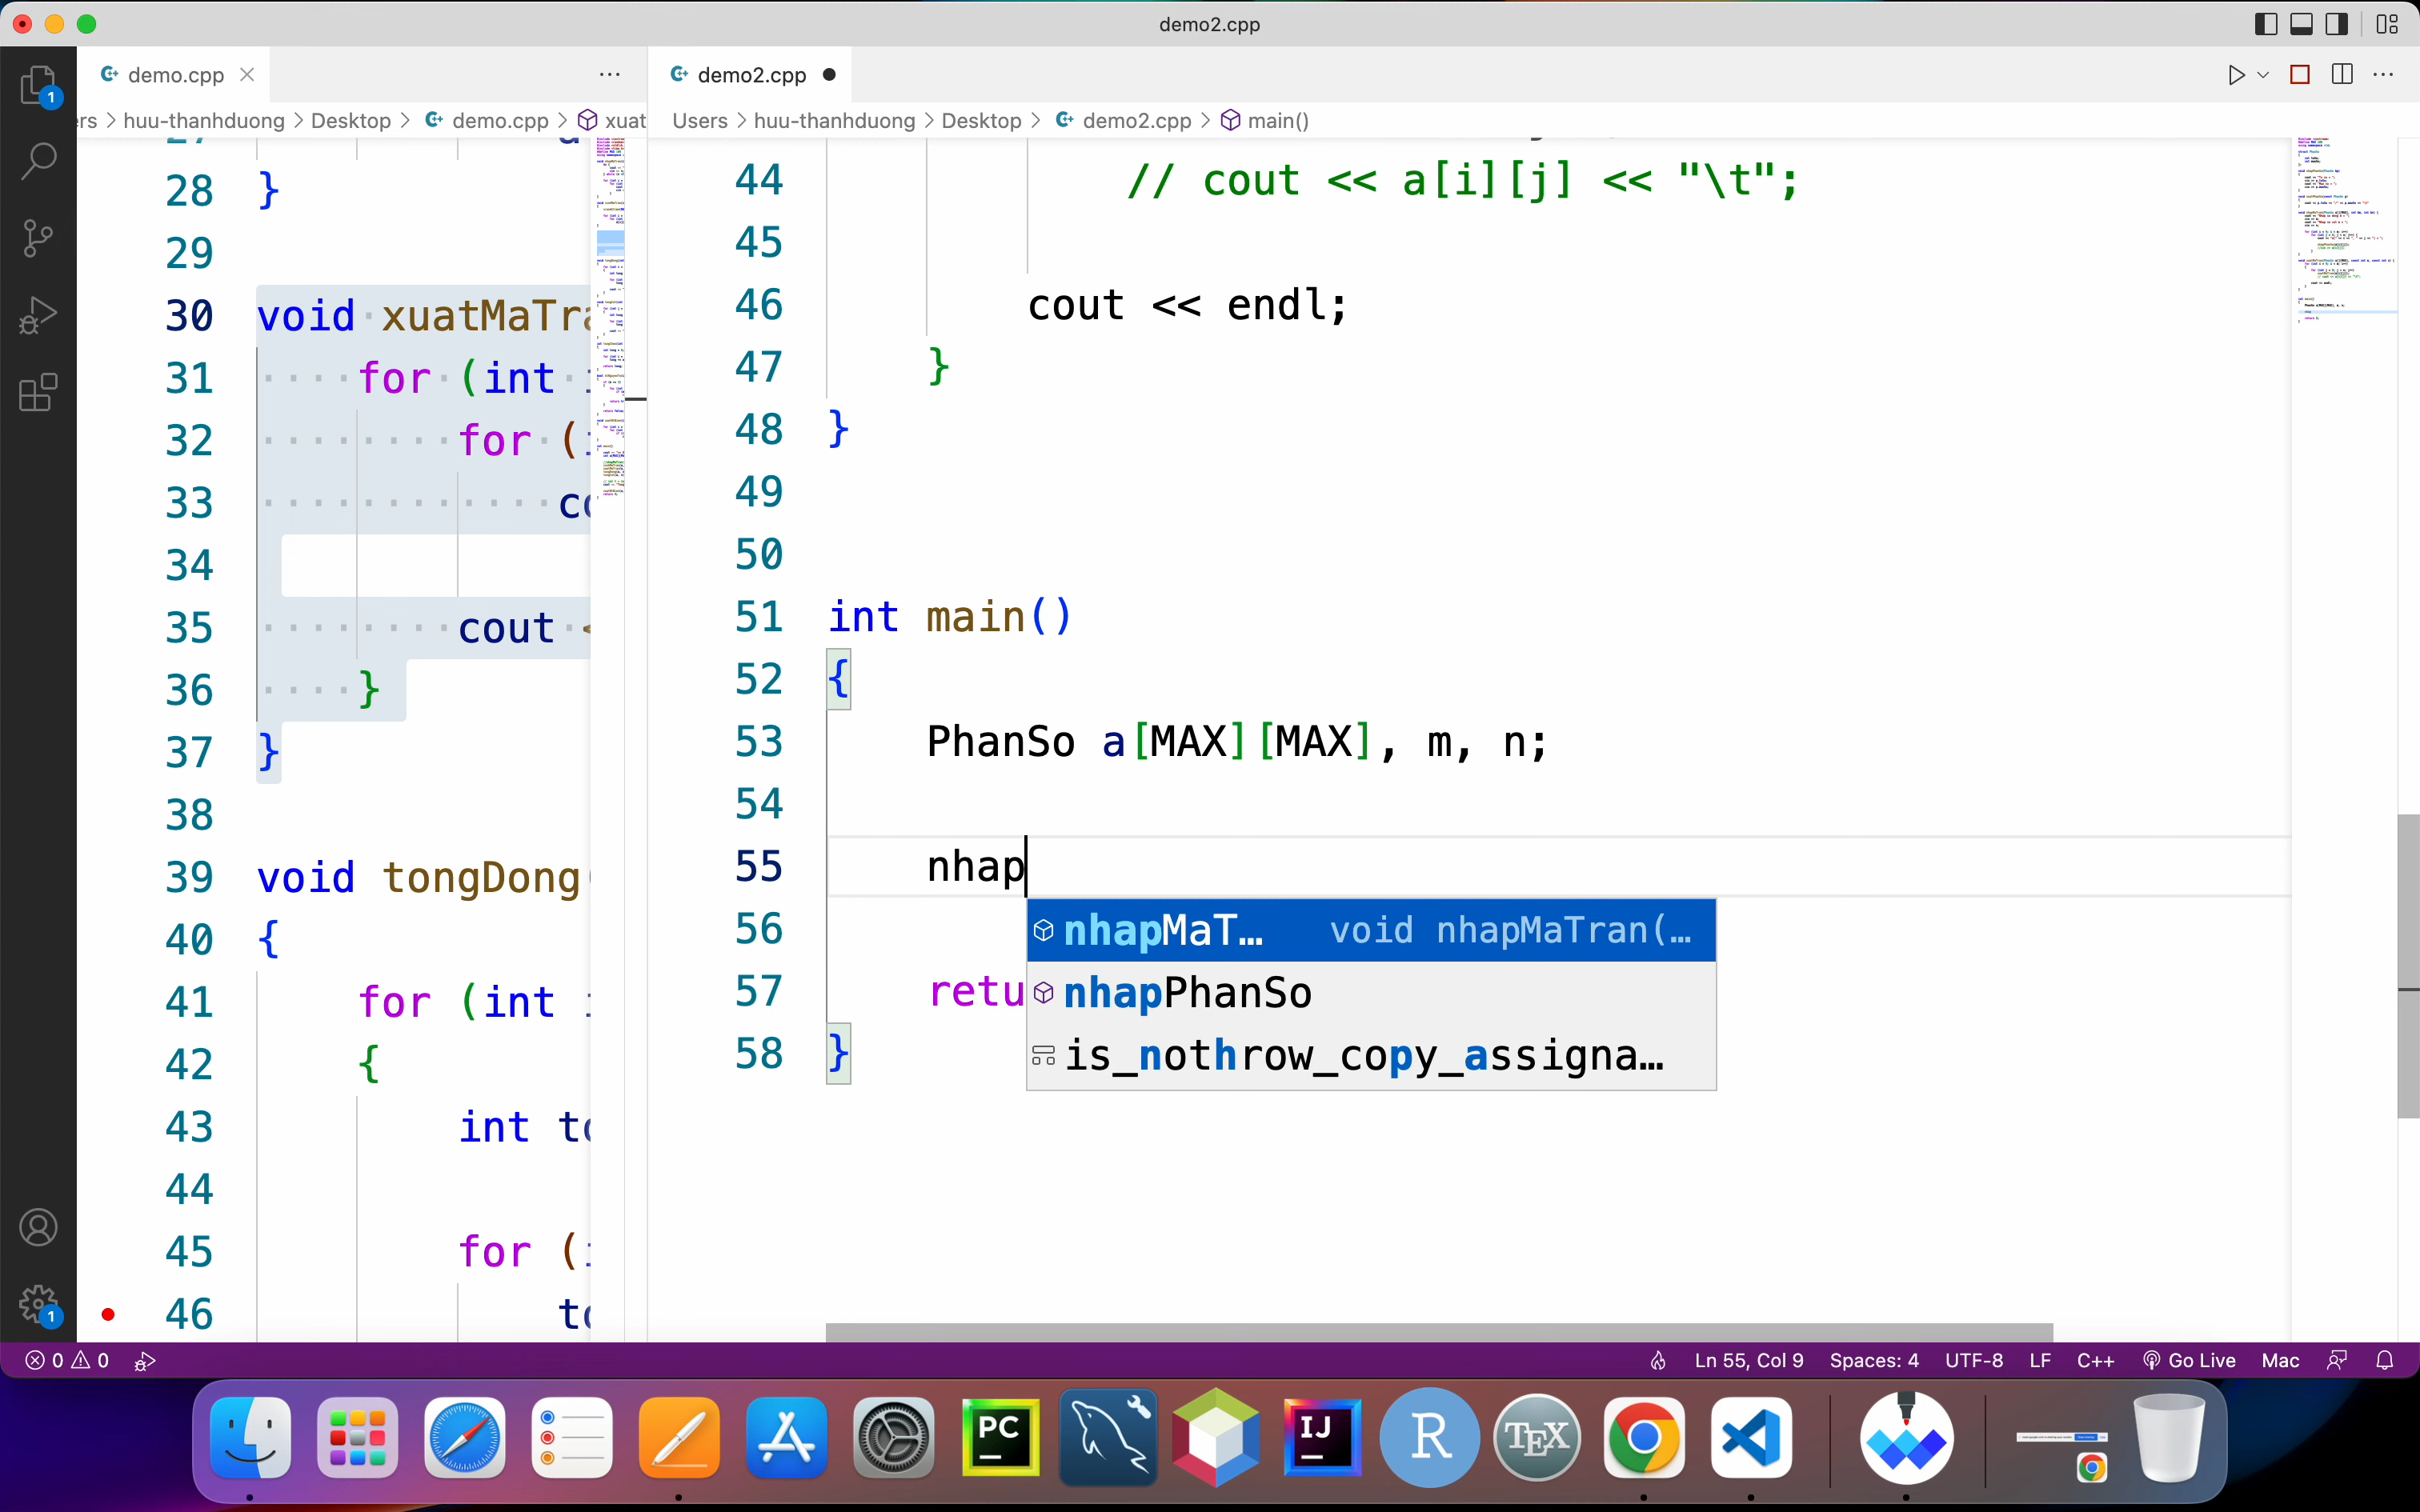 demo2.cpp
demo.cpp
demo2.cpp
huu-thanhduong > Desktop > demo.cpp > xuat
Users > huu-thanhduong > Desktop > demo2.cpp > main()
1
28 }
29
30 void xuatMaTra
31 for (int
32 for (
33
34
35 cout <
36 }
37 }
38
39 void tongDong
40 {
41 for (int
42 {
43 int
44
45 for (
46
44 // cout << a[i][j] << "\t";
45
46 cout << endl;
47 }
48 }
49
50
51 int main()
52 {
53 PhanSo a[MAX][MAX], m, n;
54
55 nhap
56
57 retu
58 }
nhapMaT… void nhapMaTran(…
nhapPhanSo
is_nothrow_copy_assigna…
1
0 0
Ln 55, Col 9
Spaces: 4
UTF-8
LF
C++
Go Live
Mac
PC
IJ
R
TEX